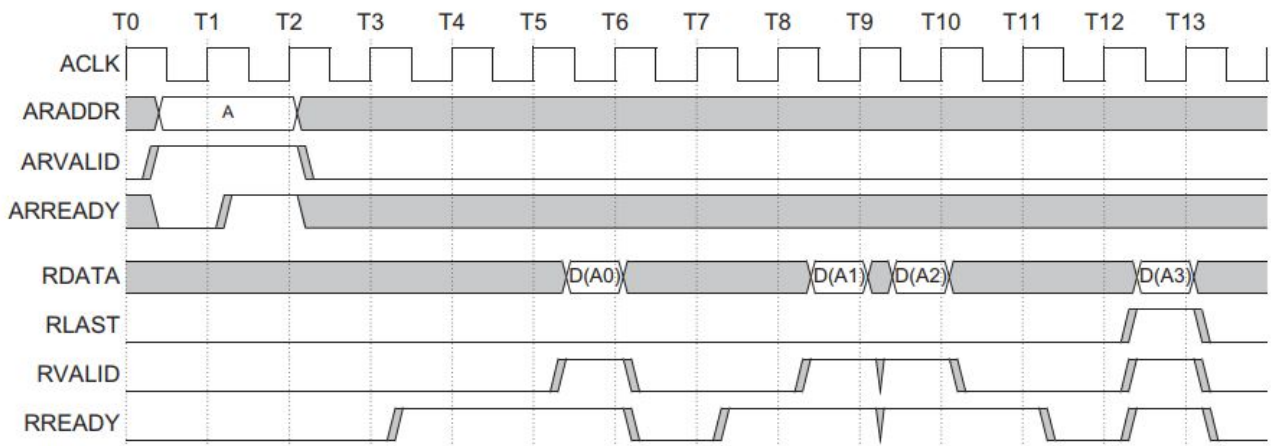 T0 T1 T2 T3 T4 T5 T6 T7 T8 T9 T10 T11 T12 T13
ACLK
ARADDR A
ARVALID
ARREADY
RDATA D(A0) D(A1) D(A2) D(A3)
RLAST
RVALID
RREADY